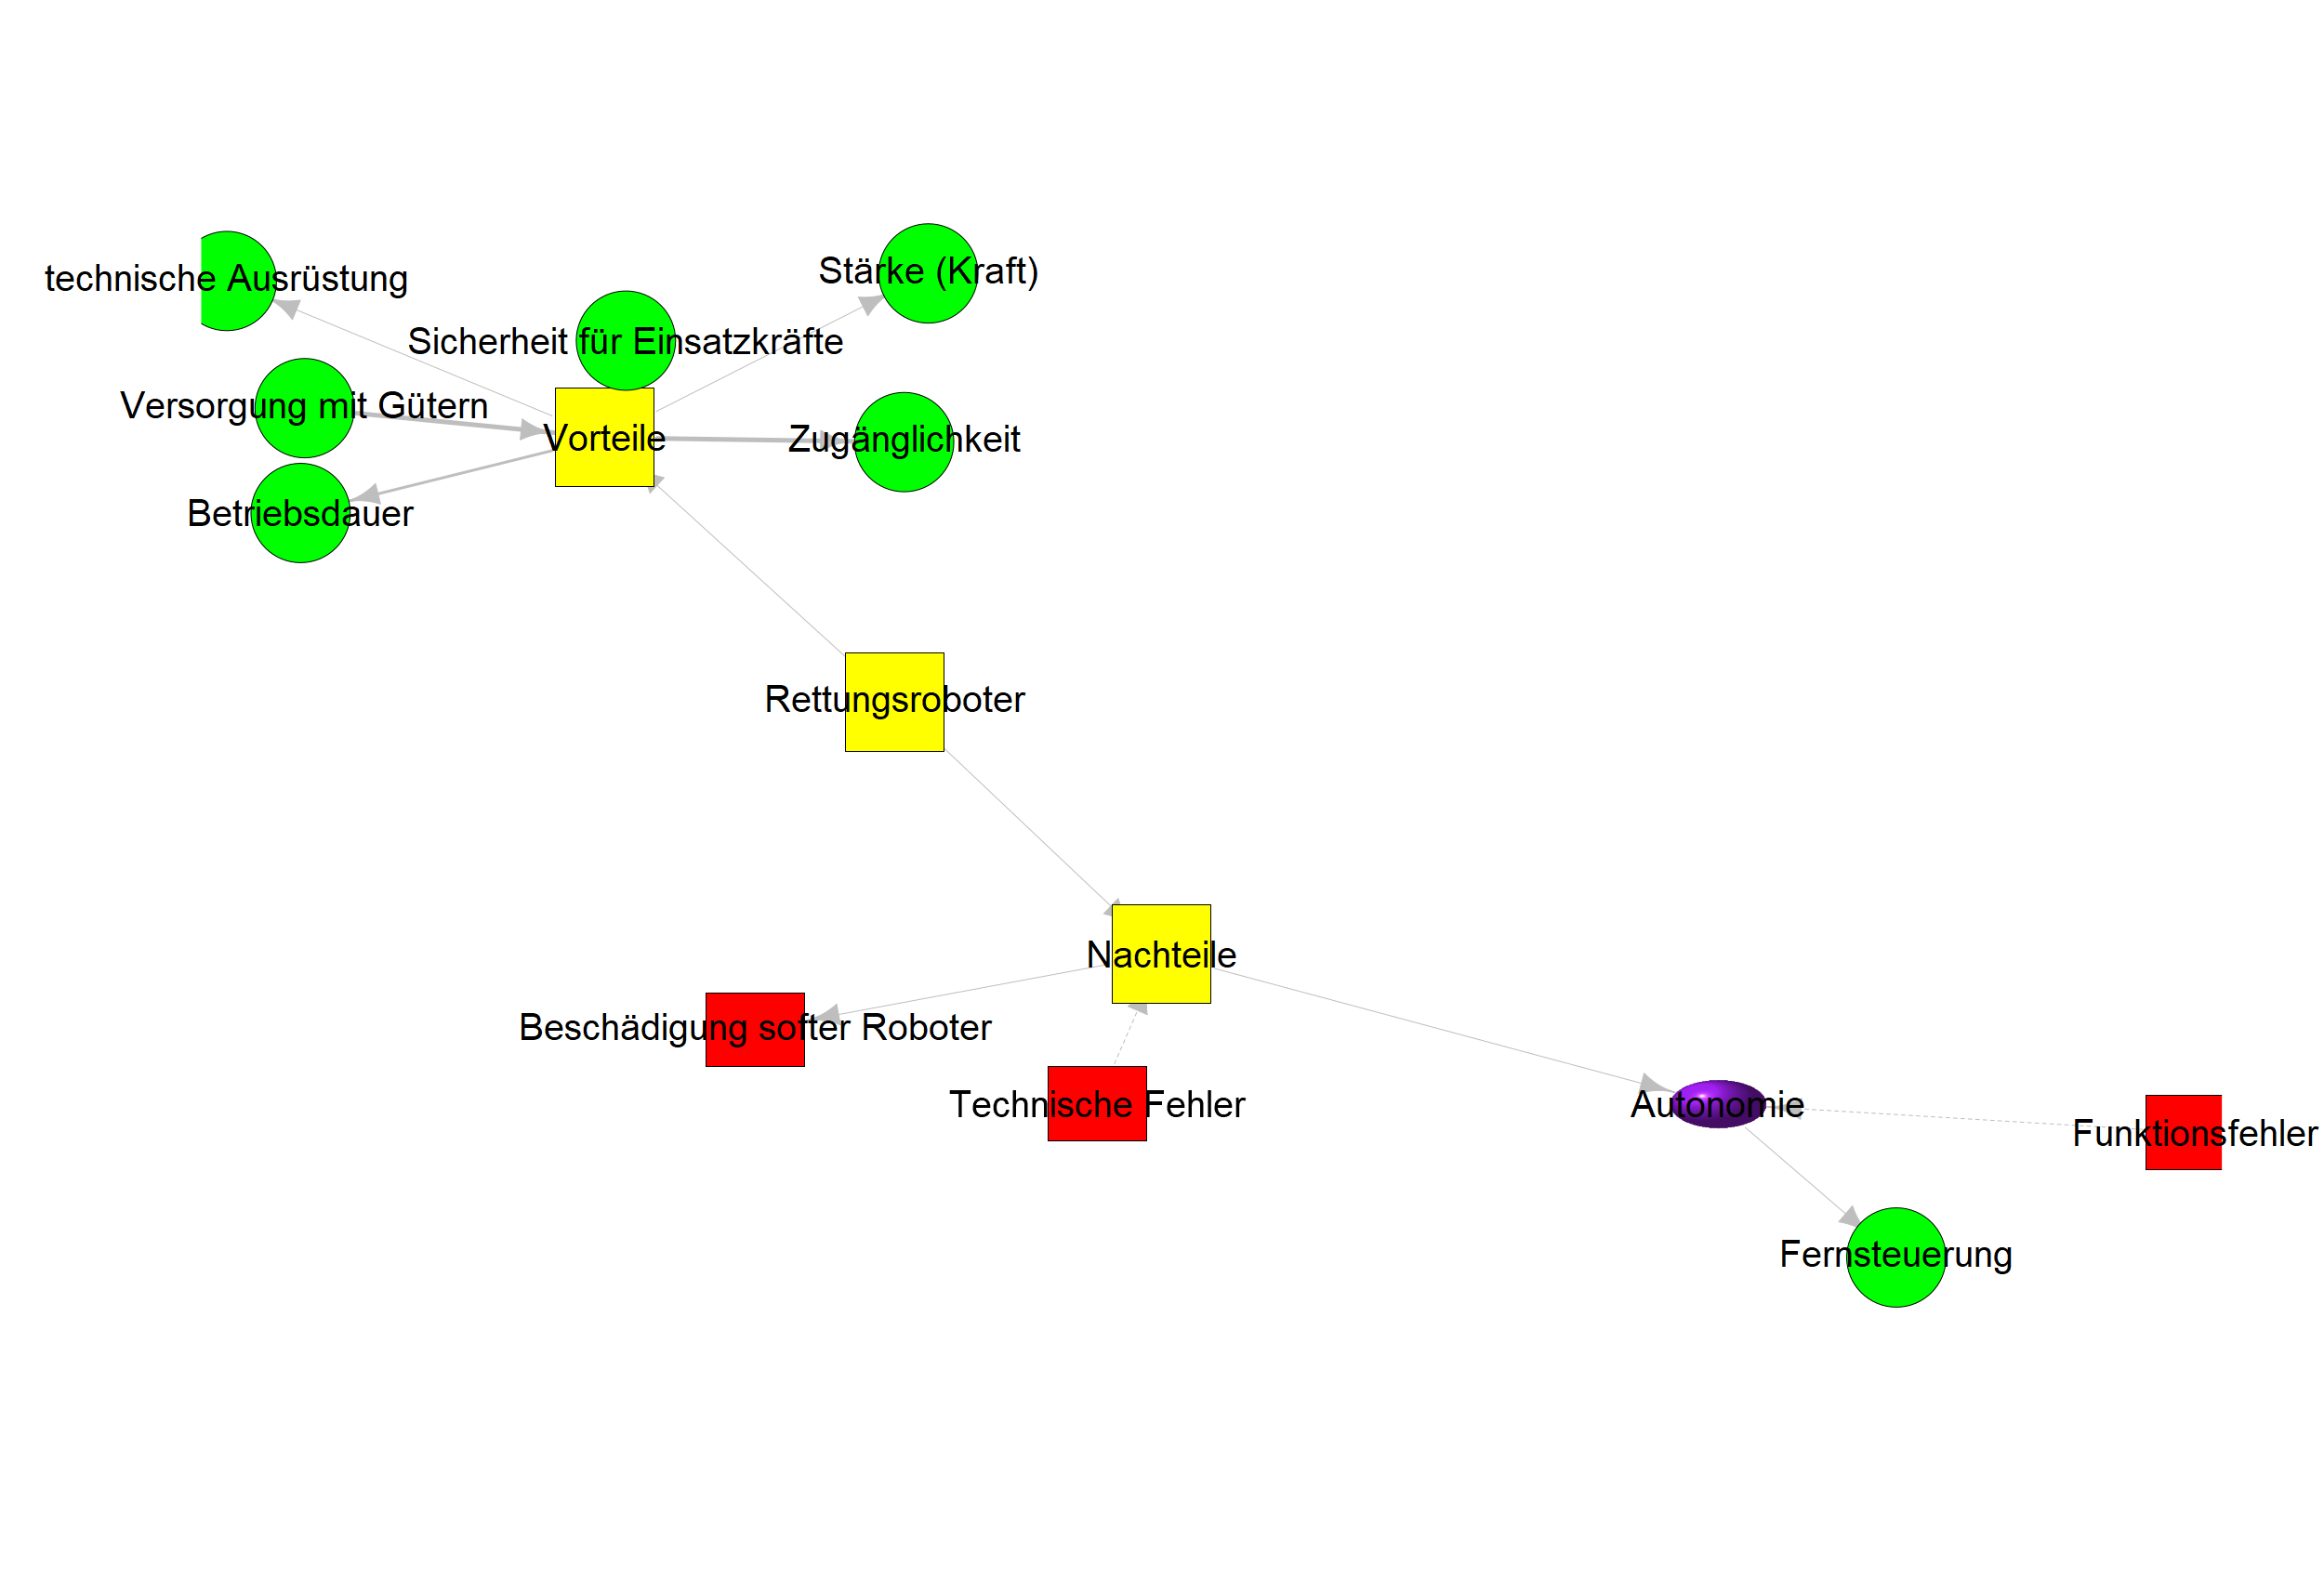 technische Ausrüstung
Stärke (Kraft)
Sicherheit für Einsatzkräfte
Versorgung mit Gütern
Vorteile
Zugänglichkeit
Betriebsdauer
Rettungsroboter
Nachteile
Beschädigung softer Roboter
Technische Fehler
Autonomie
Funktionsfehler
Fernsteuerung